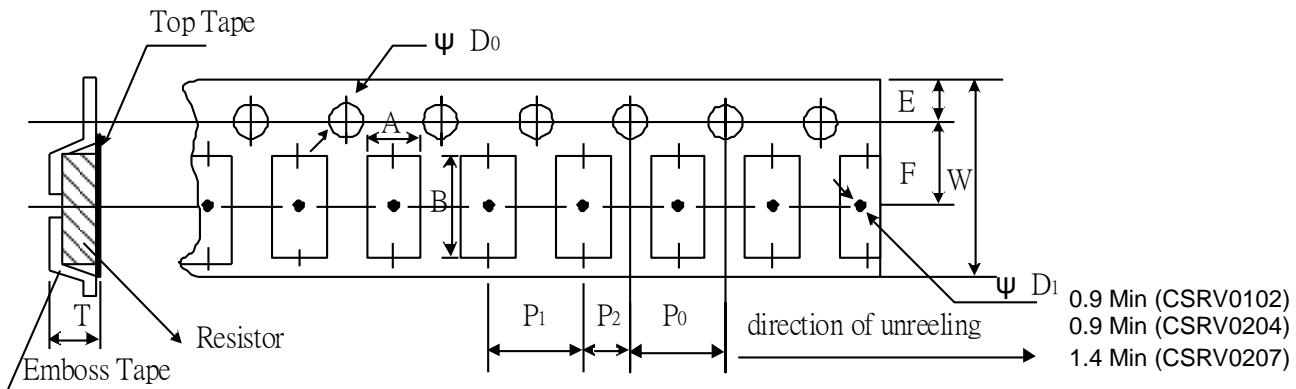 Top Tape
Ψ D0
A
E
B
F
W
T
Resistor
Emboss Tape
P1
P2
P0
direction of unreeling
Ψ D1
0.9 Min (CSRV0102)
0.9 Min (CSRV0204)
1.4 Min (CSRV0207)